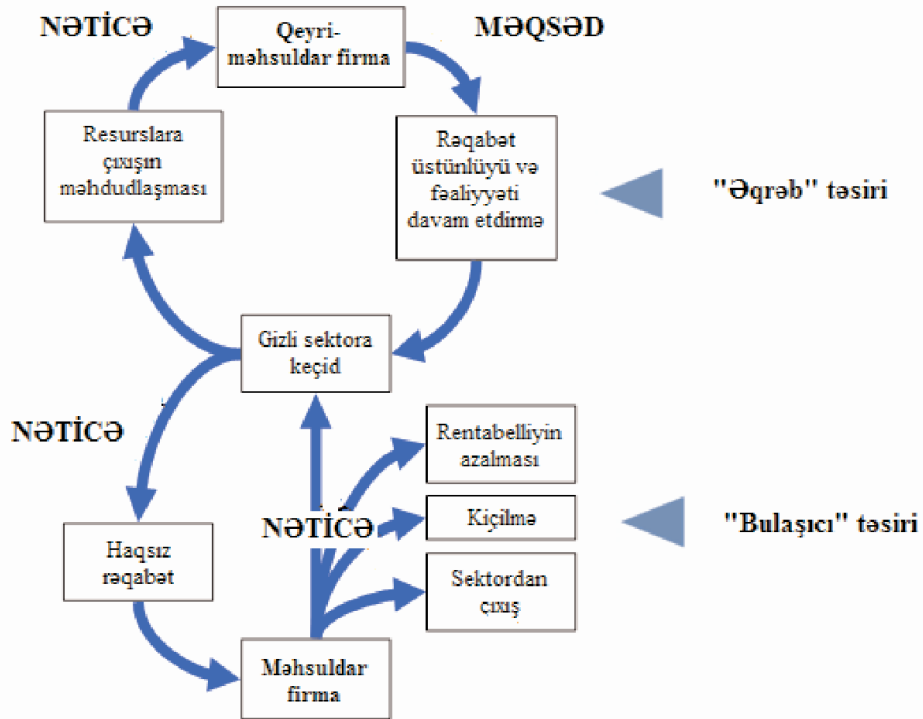 NƏTİCƏ
Qeyri-
məhsuldar firma
MƏQSƏD
Resurslara
çıxışın
məhdudlaşması
Rəqabət
üstünlüyü və
fəaliyyəti
davam etdirmə
"Əqrəb" təsiri
Gizli sektora
keçid
NƏTİCƏ
Rentabelliyin
azalması
NƏTİCƏ
Kiçilmə
"Bulaşıcı" təsiri
Haqsız
rəqabət
Sektordan
çıxış
Məhsuldar
firma